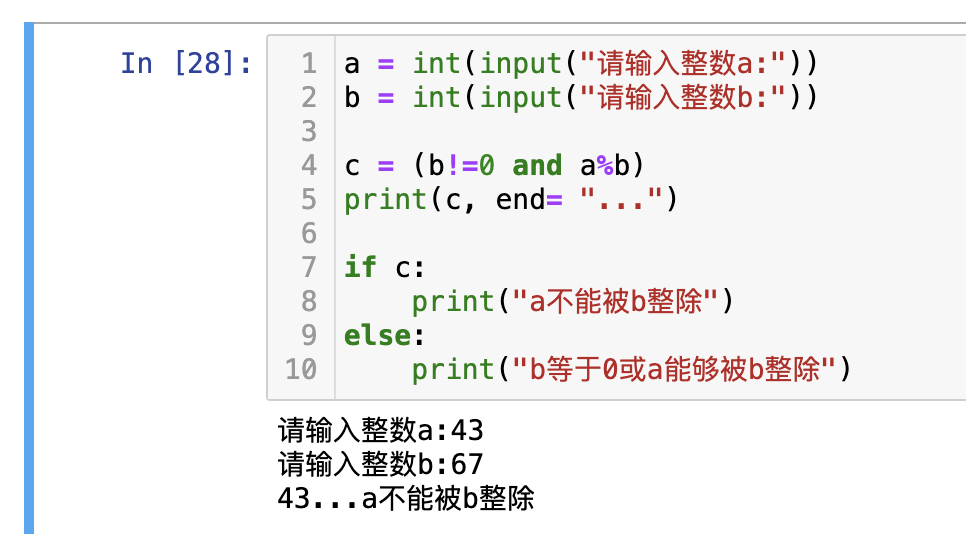 In [28]:
1 a = int(input("请输入整数a:"))
2 b = int(input("请输入整数b:"))
3
4 c = (b!=0 and a%b)
5 print(c, end= "...")
6
7 if c:
8     print("a不能被b整除")
9 else:
10     print("b等于0或a能够被b整除")
请输入整数a:43
请输入整数b:67
43...a不能被b整除